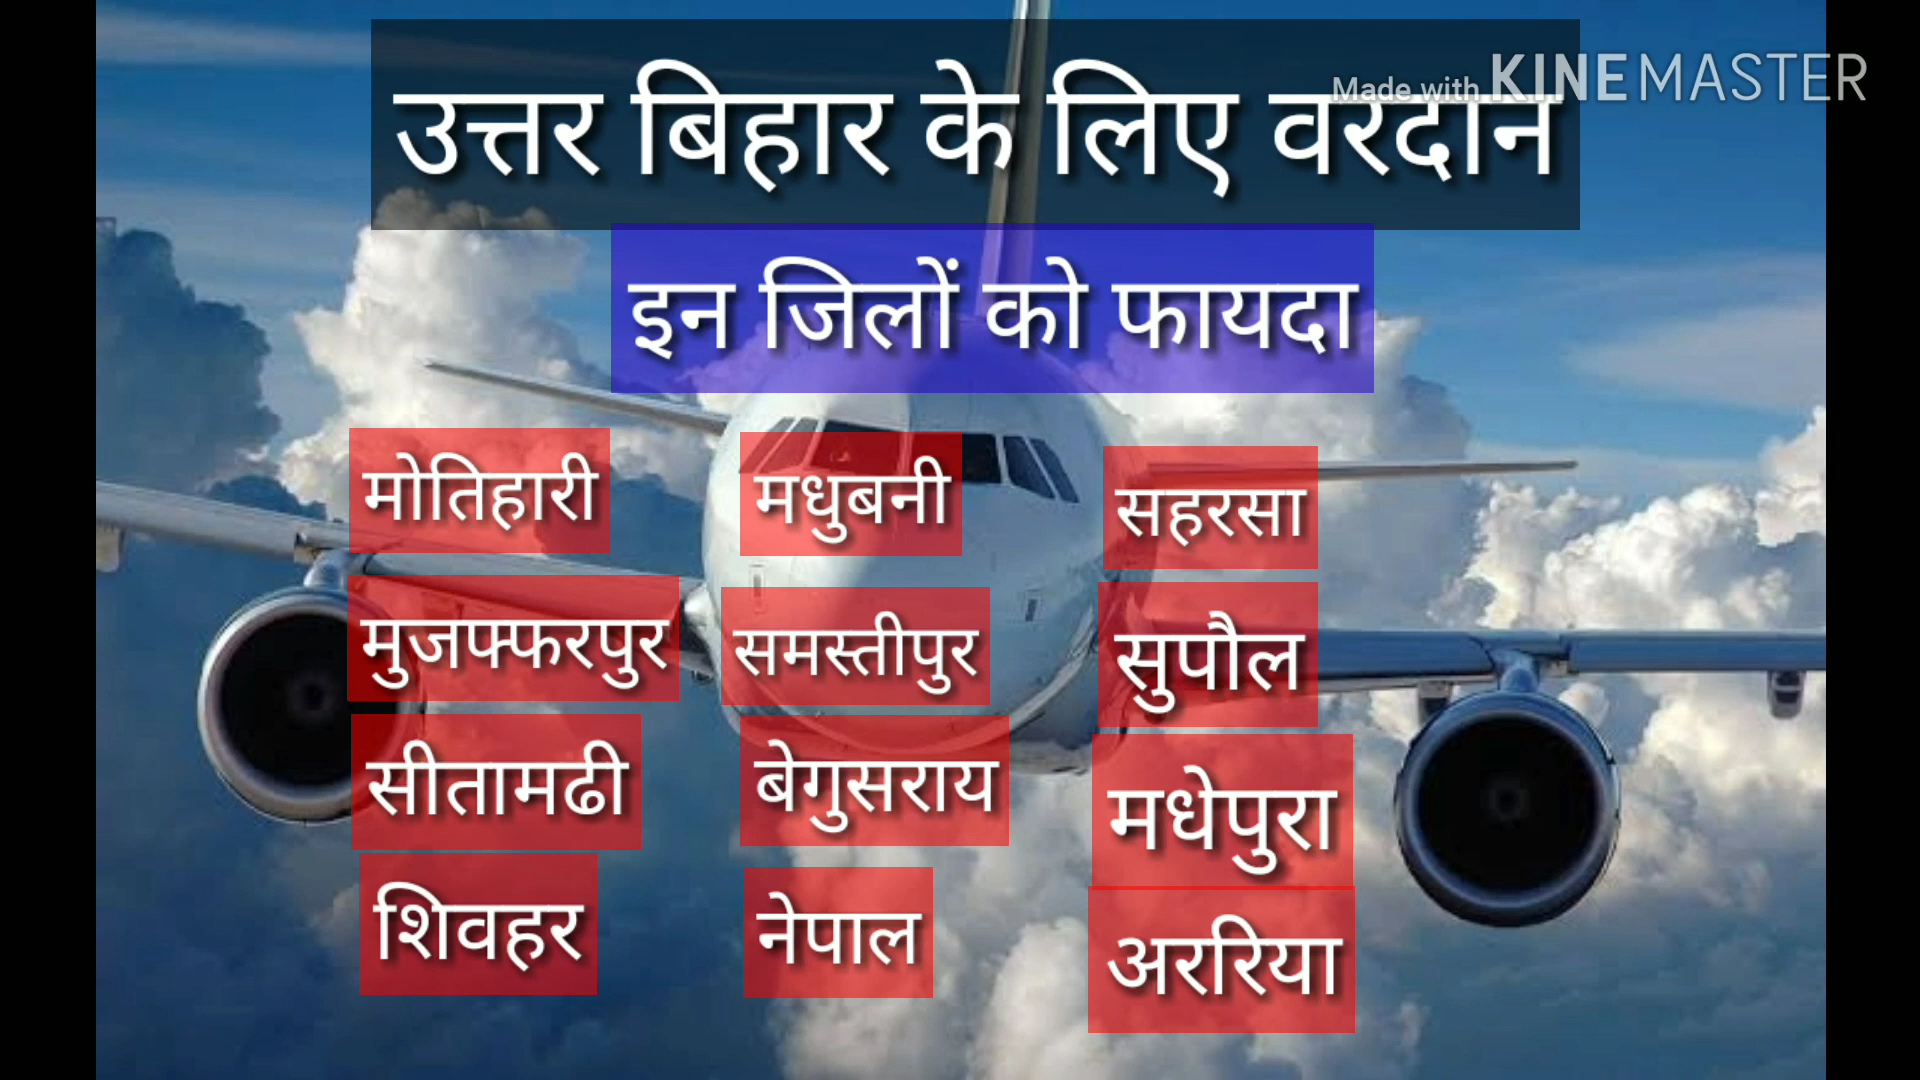 उत्तर बिहार के लिए वरदान
Made with KINEMASTER
इन जिलों को फायदा
मोतिहारी मधुबनी सहरसा
मुजफ्फरपुर समस्तीपुर सुपौल
सीतामढी बेगुसराय मधेपुरा
शिवहर नेपाल अररिया